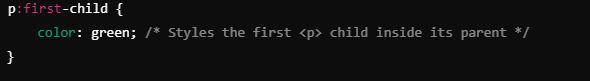 p:first-child {
    color: green; /* Styles the first <p> child inside its parent */
}